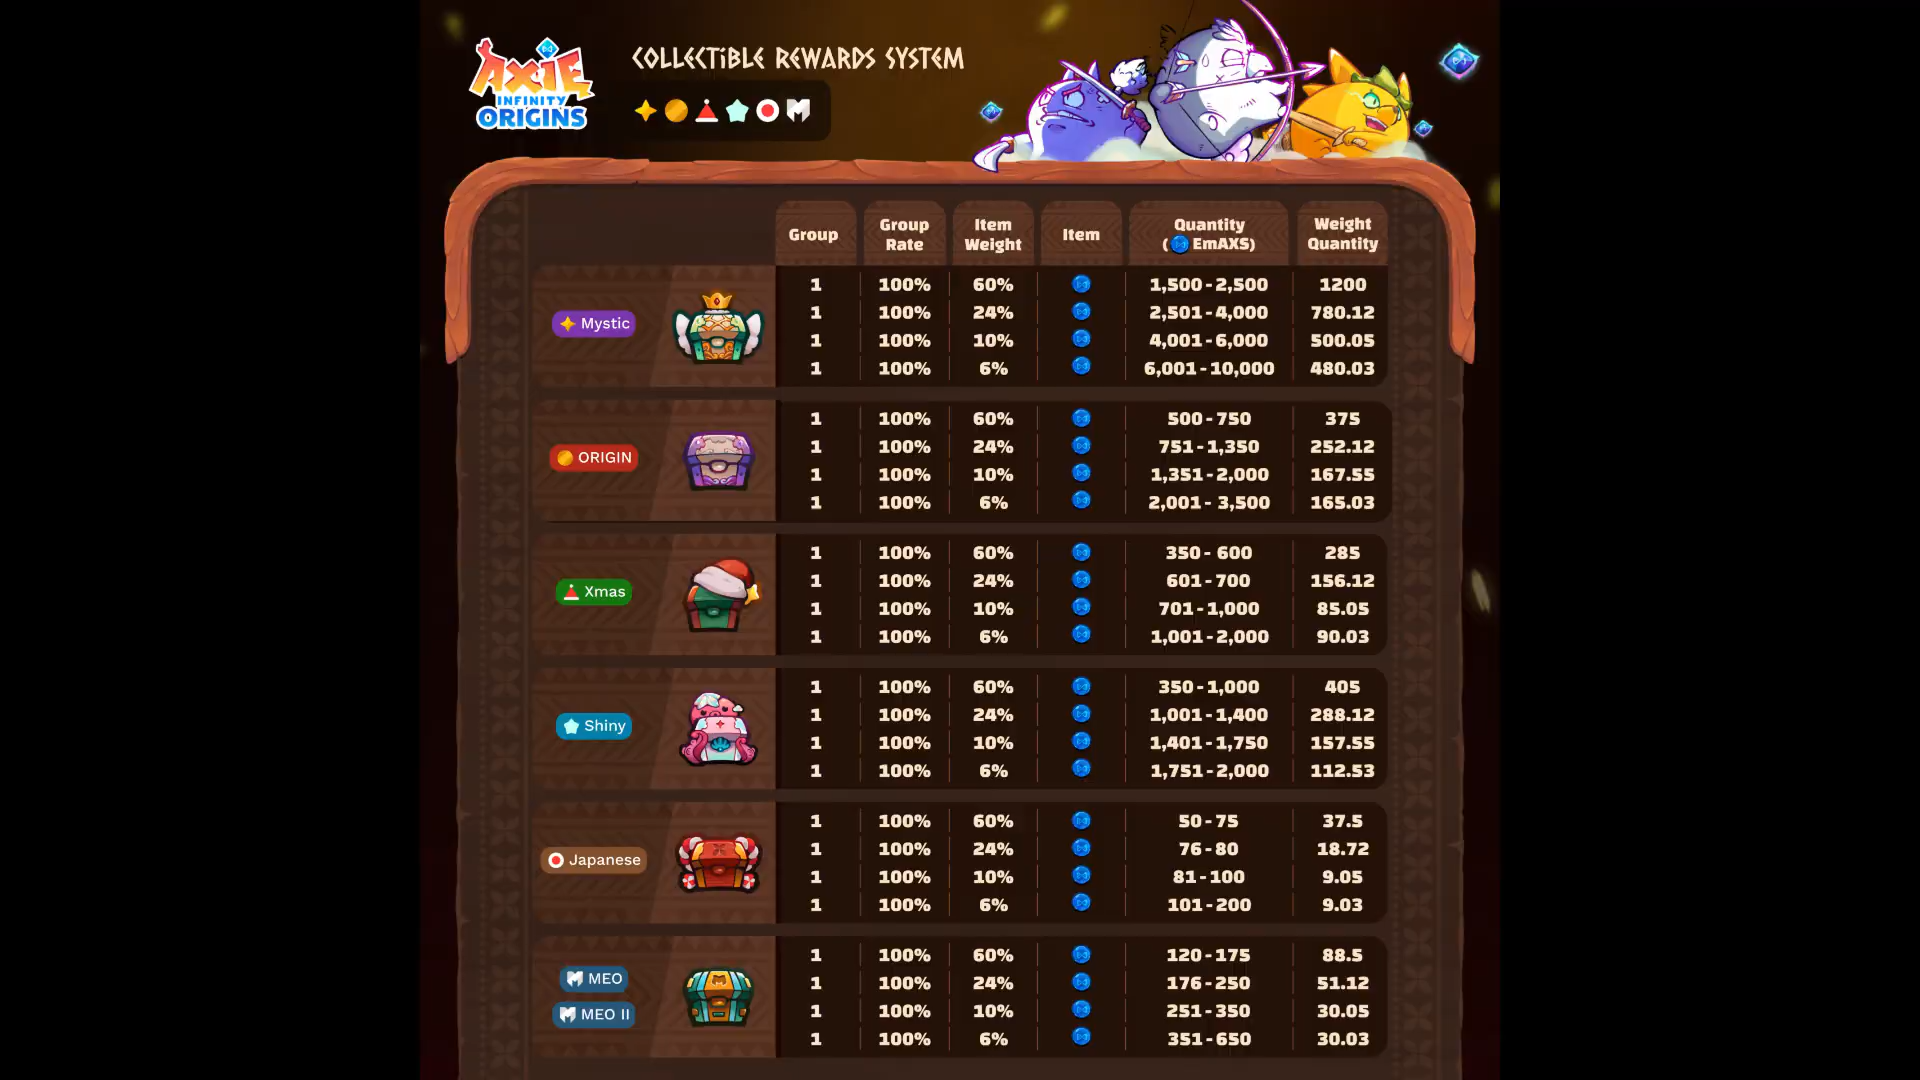 AXIE
INFINITY
ORIGINS
COLLECTIBLE REWARDS SYSTEM
Group Group Rate Item Weight Item Quantity (EmAXS) Weight Quantity
Mystic
1 100% 60% 1,500 - 2,500 1200
1 100% 24% 2,501 - 4,000 780.12
1 100% 10% 4,001 - 6,000 500.05
1 100% 6% 6,001 - 10,000 480.03
ORIGIN
1 100% 60% 500 - 750 375
1 100% 24% 751 - 1,350 252.12
1 100% 10% 1,351 - 2,000 167.55
1 100% 6% 2,001 - 3,500 165.03
Xmas
1 100% 60% 350 - 600 285
1 100% 24% 601 - 700 156.12
1 100% 10% 701 - 1,000 85.05
1 100% 6% 1,001 - 2,000 90.03
Shiny
1 100% 60% 350 - 1,000 405
1 100% 24% 1,001 - 1,400 288.12
1 100% 10% 1,401 - 1,750 157.55
1 100% 6% 1,751 - 2,000 112.53
Japanese
1 100% 60% 50 - 75 37.5
1 100% 24% 76 - 80 18.72
1 100% 10% 81 - 100 9.05
1 100% 6% 101 - 200 9.03
MEO
MEO II
1 100% 60% 120 - 175 88.5
1 100% 24% 176 - 250 51.12
1 100% 10% 251 - 350 30.05
1 100% 6% 351 - 650 30.03